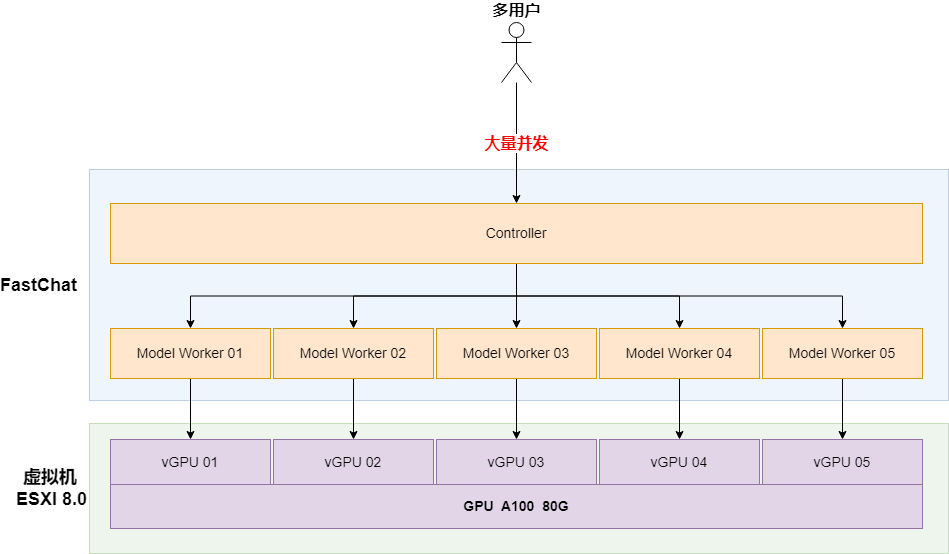 多用户
大量并发
Controller
FastChat
Model Worker 01
Model Worker 02
Model Worker 03
Model Worker 04
Model Worker 05
vGPU 01
vGPU 02
vGPU 03
vGPU 04
vGPU 05
虚拟机
ESXI 8.0
GPU A100 80G